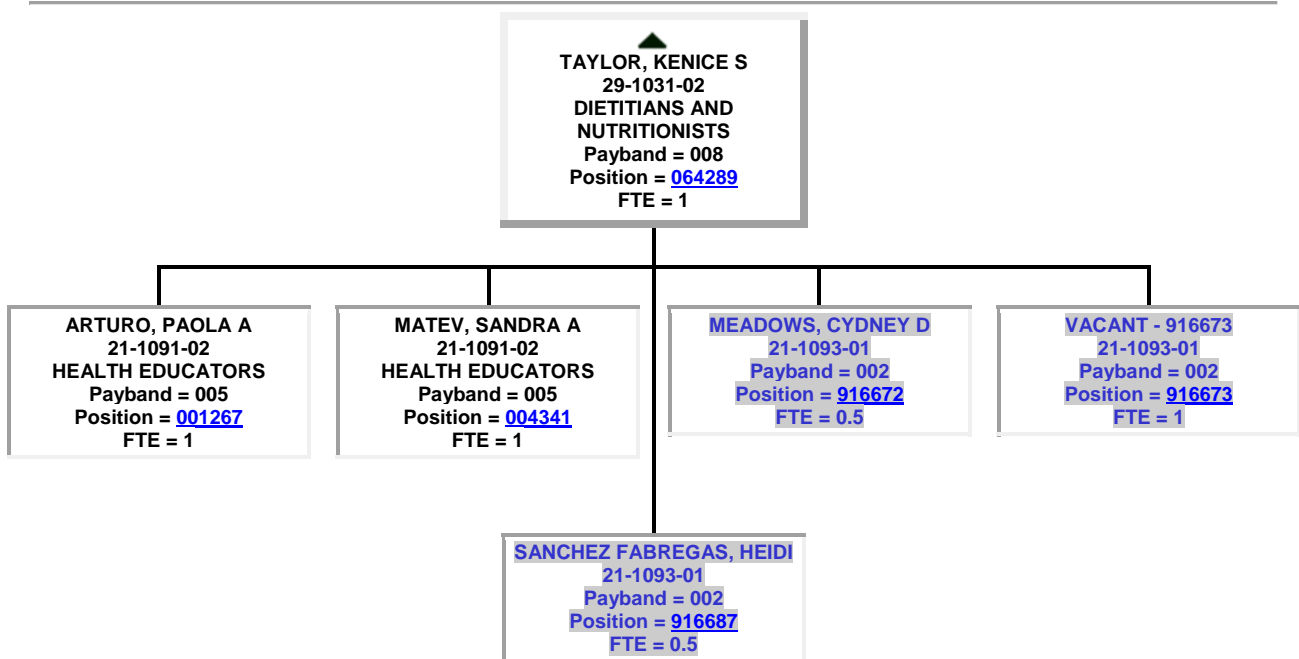 TAYLOR, KENICE S
29-1031-02
DIETITIANS AND
NUTRITIONISTS
Payband = 008
Position = 064289
FTE = 1
ARTURO, PAOLA A
21-1091-02
HEALTH EDUCATORS
Payband = 005
Position = 001267
FTE = 1
MATEV, SANDRA A
21-1091-02
HEALTH EDUCATORS
Payband = 005
Position = 004341
FTE = 1
MEADOWS, CYDNEY D
21-1093-01
Payband = 002
Position = 916672
FTE = 0.5
VACANT - 916673
21-1093-01
Payband = 002
Position = 916673
FTE = 1
SANCHEZ FABREGAS, HEIDI
21-1093-01
Payband = 002
Position = 916687
FTE = 0.5